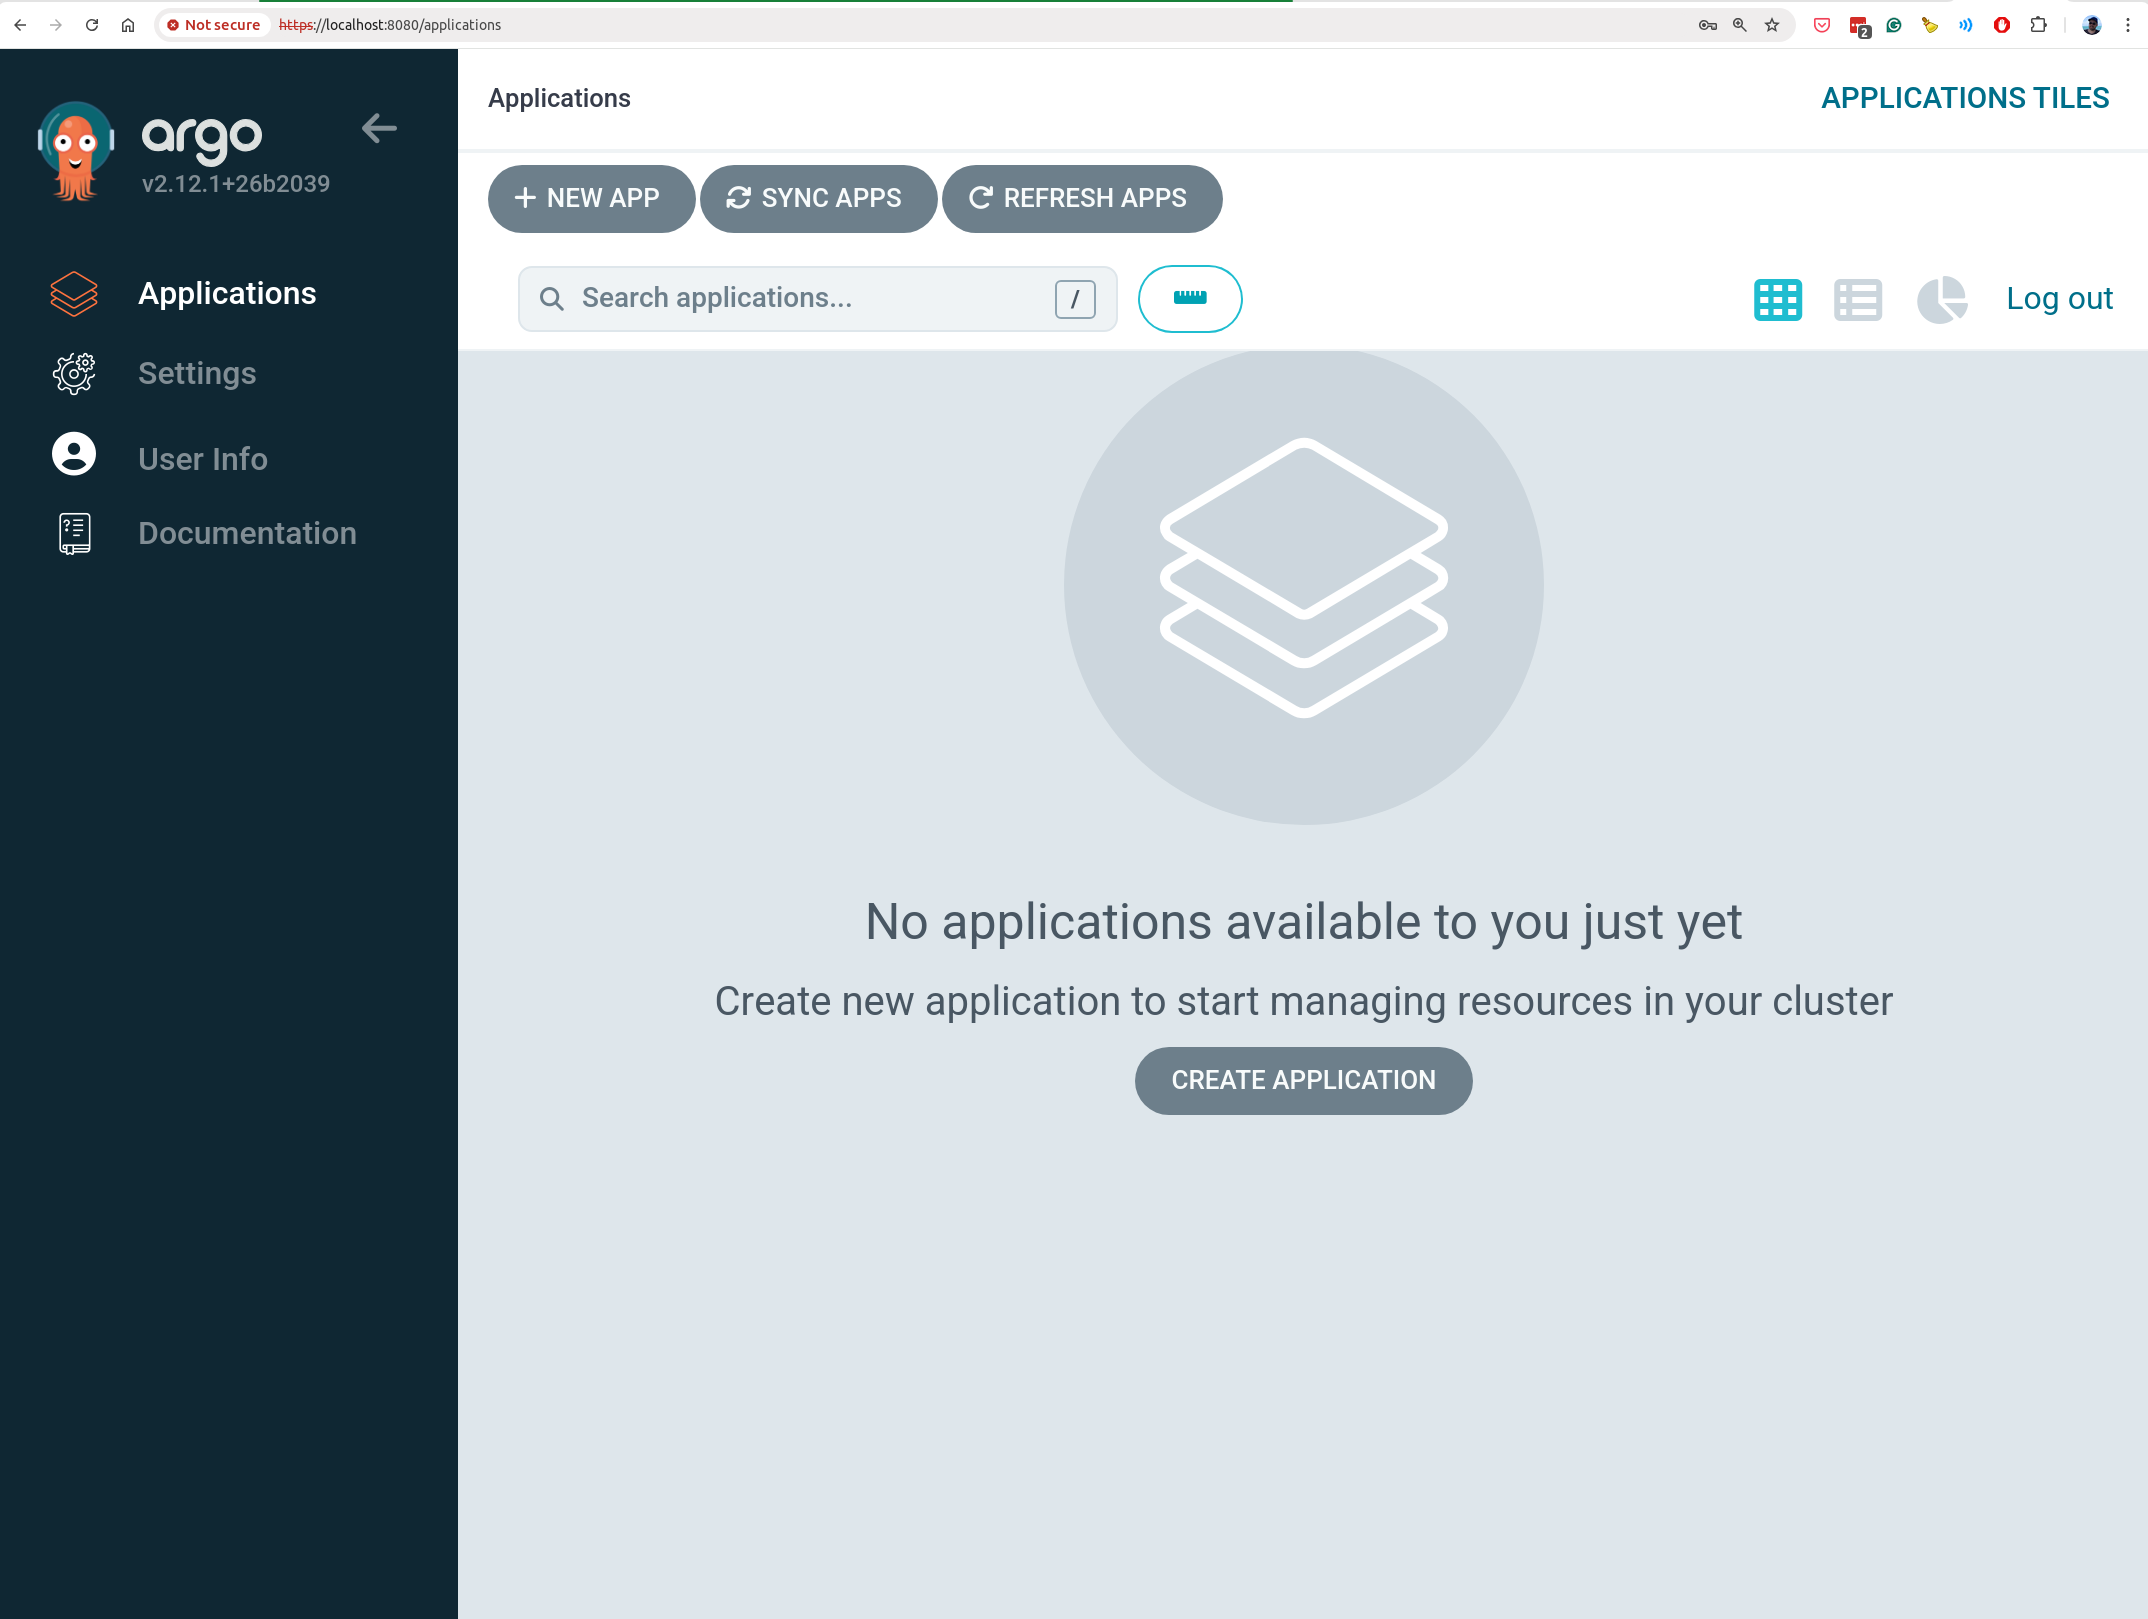 Not secure https://localhost:8080/applications
2
argo
v2.12.1+26b2039
Applications
Settings
User Info
Documentation
Applications
APPLICATIONS TILES
NEW APP SYNC APPS REFRESH APPS
Search applications... /
Log out
No applications available to you just yet
Create new application to start managing resources in your cluster
CREATE APPLICATION